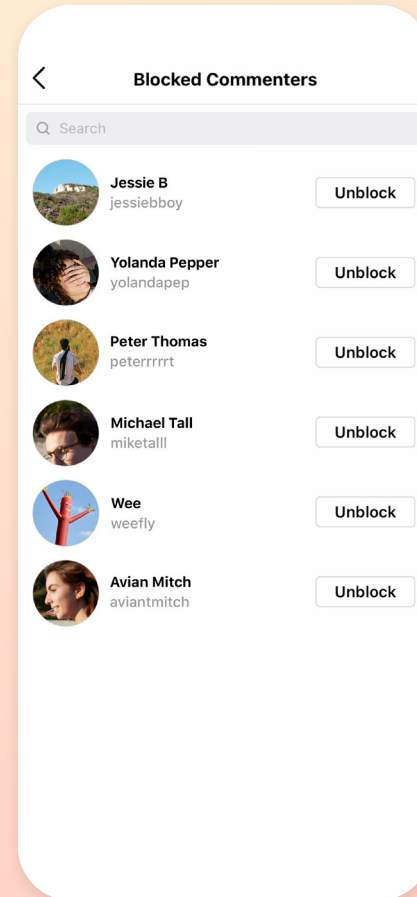 Blocked Commenters
Search
Jessie B
jessiebboy
Unblock
Yolanda Pepper
yolandapep
Unblock
Peter Thomas
peterrrrrt
Unblock
Michael Tall
miketalll
Unblock
Wee
weefly
Unblock
Avian Mitch
aviantmitch
Unblock